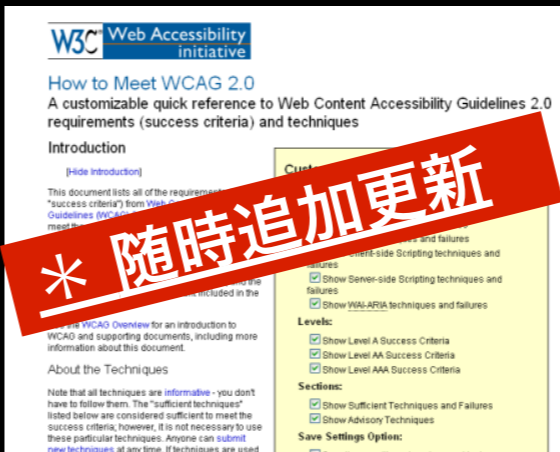 W3C Web Accessibility
initiative
How to Meet WCAG 2.0
A customizable quick reference to Web Content Accessibility Guidelines 2.0
requirements (success criteria) and techniques
Introduction
[Hide Introduction]
This document lists all of the
"success criteria") from
Guidelines (WCAG)
＊ 随時追加更新
and failures
Scripting techniques and
failures
Show Server-side Scripting techniques and
failures
Show WAI-ARIA techniques and failures
Levels:
Show Level A Success Criteria
Show Level AA Success Criteria
Show Level AAA Success Criteria
Sections:
Show Sufficient Techniques and Failures
Show Advisory Techniques
Save Settings Option:
and the
included in the
the WCAG Overview for an introduction to
WCAG and supporting documents, including more
information about this document.
About the Techniques
Note that all techniques are informative - you don't
have to follow them. The "sufficient techniques"
listed below are considered sufficient to meet the
success criteria; however, it is not necessary to use
these particular techniques. Anyone can submit
new techniques at any time. If techniques are used